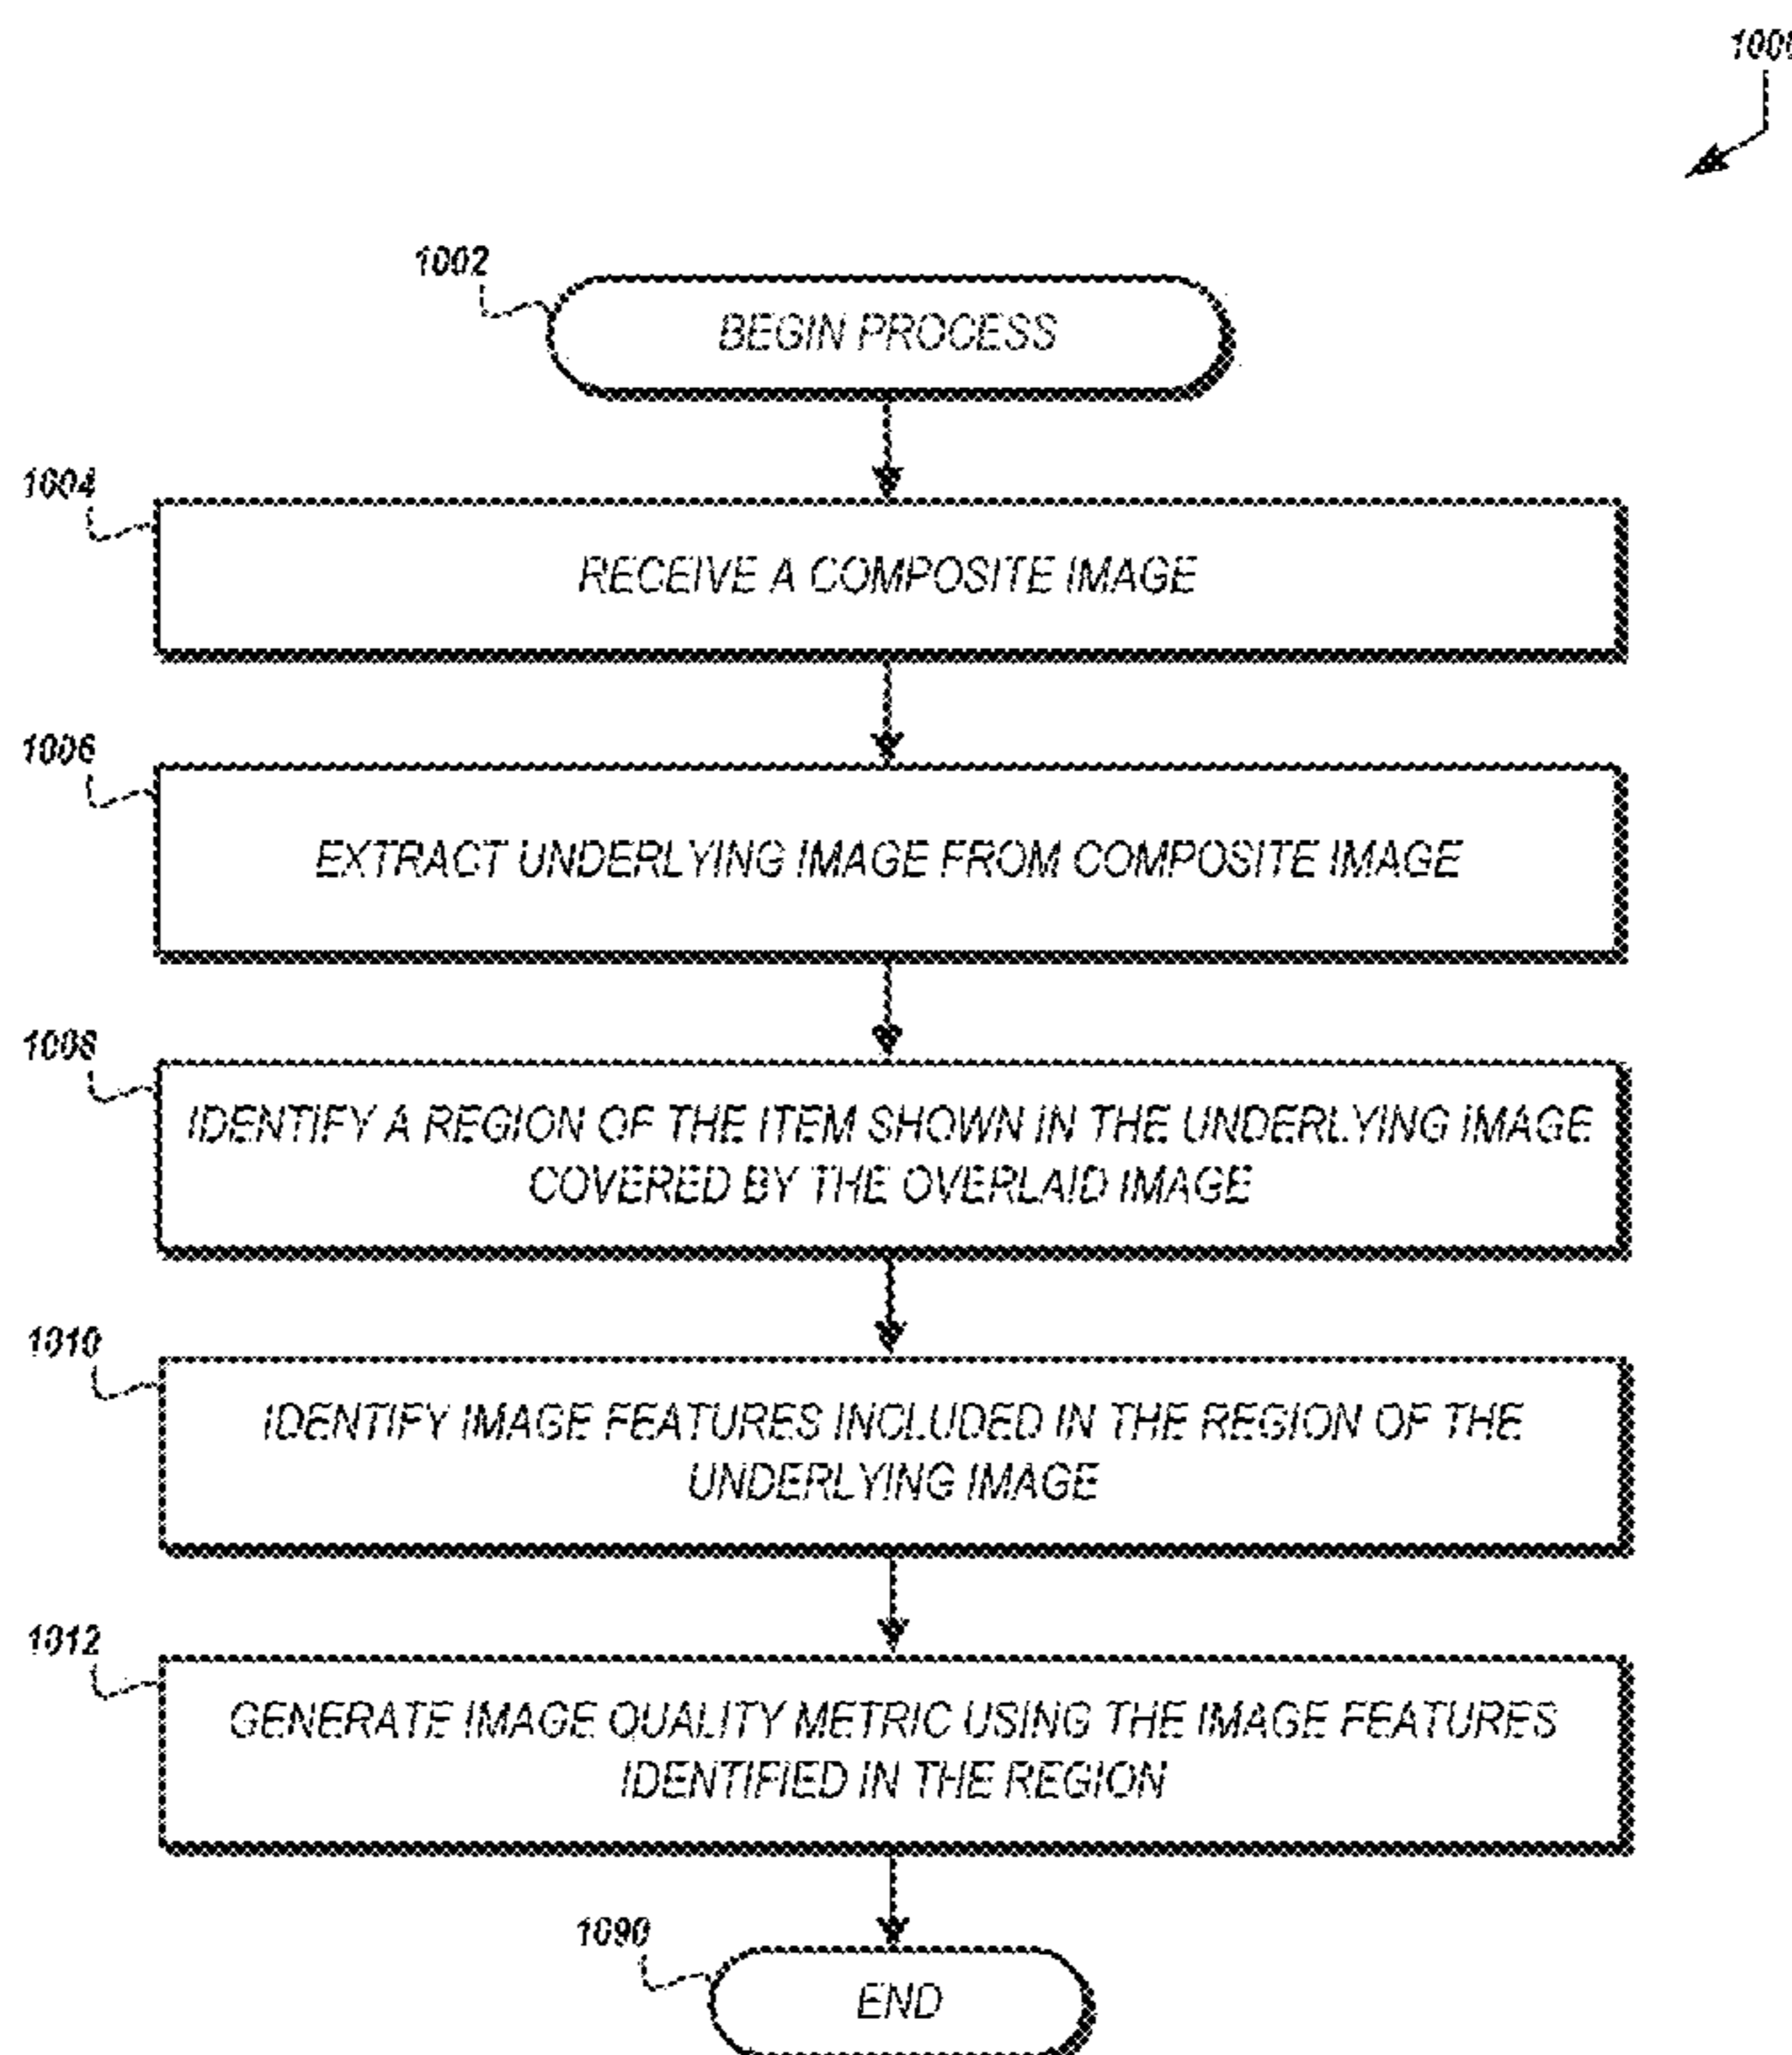 1000
1002
BEGIN PROCESS
1004
RECEIVE A COMPOSITE IMAGE
1006
EXTRACT UNDERLYING IMAGE FROM COMPOSITE IMAGE
1008
IDENTIFY A REGION OF THE ITEM SHOWN IN THE UNDERLYING IMAGE
COVERED BY THE OVERLAID IMAGE
1010
IDENTIFY IMAGE FEATURES INCLUDED IN THE REGION OF THE
UNDERLYING IMAGE
1012
GENERATE IMAGE QUALITY METRIC USING THE IMAGE FEATURES
IDENTIFIED IN THE REGION
1090
END